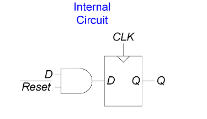 Internal
Circuit
CLK
D
Reset
D Q Q